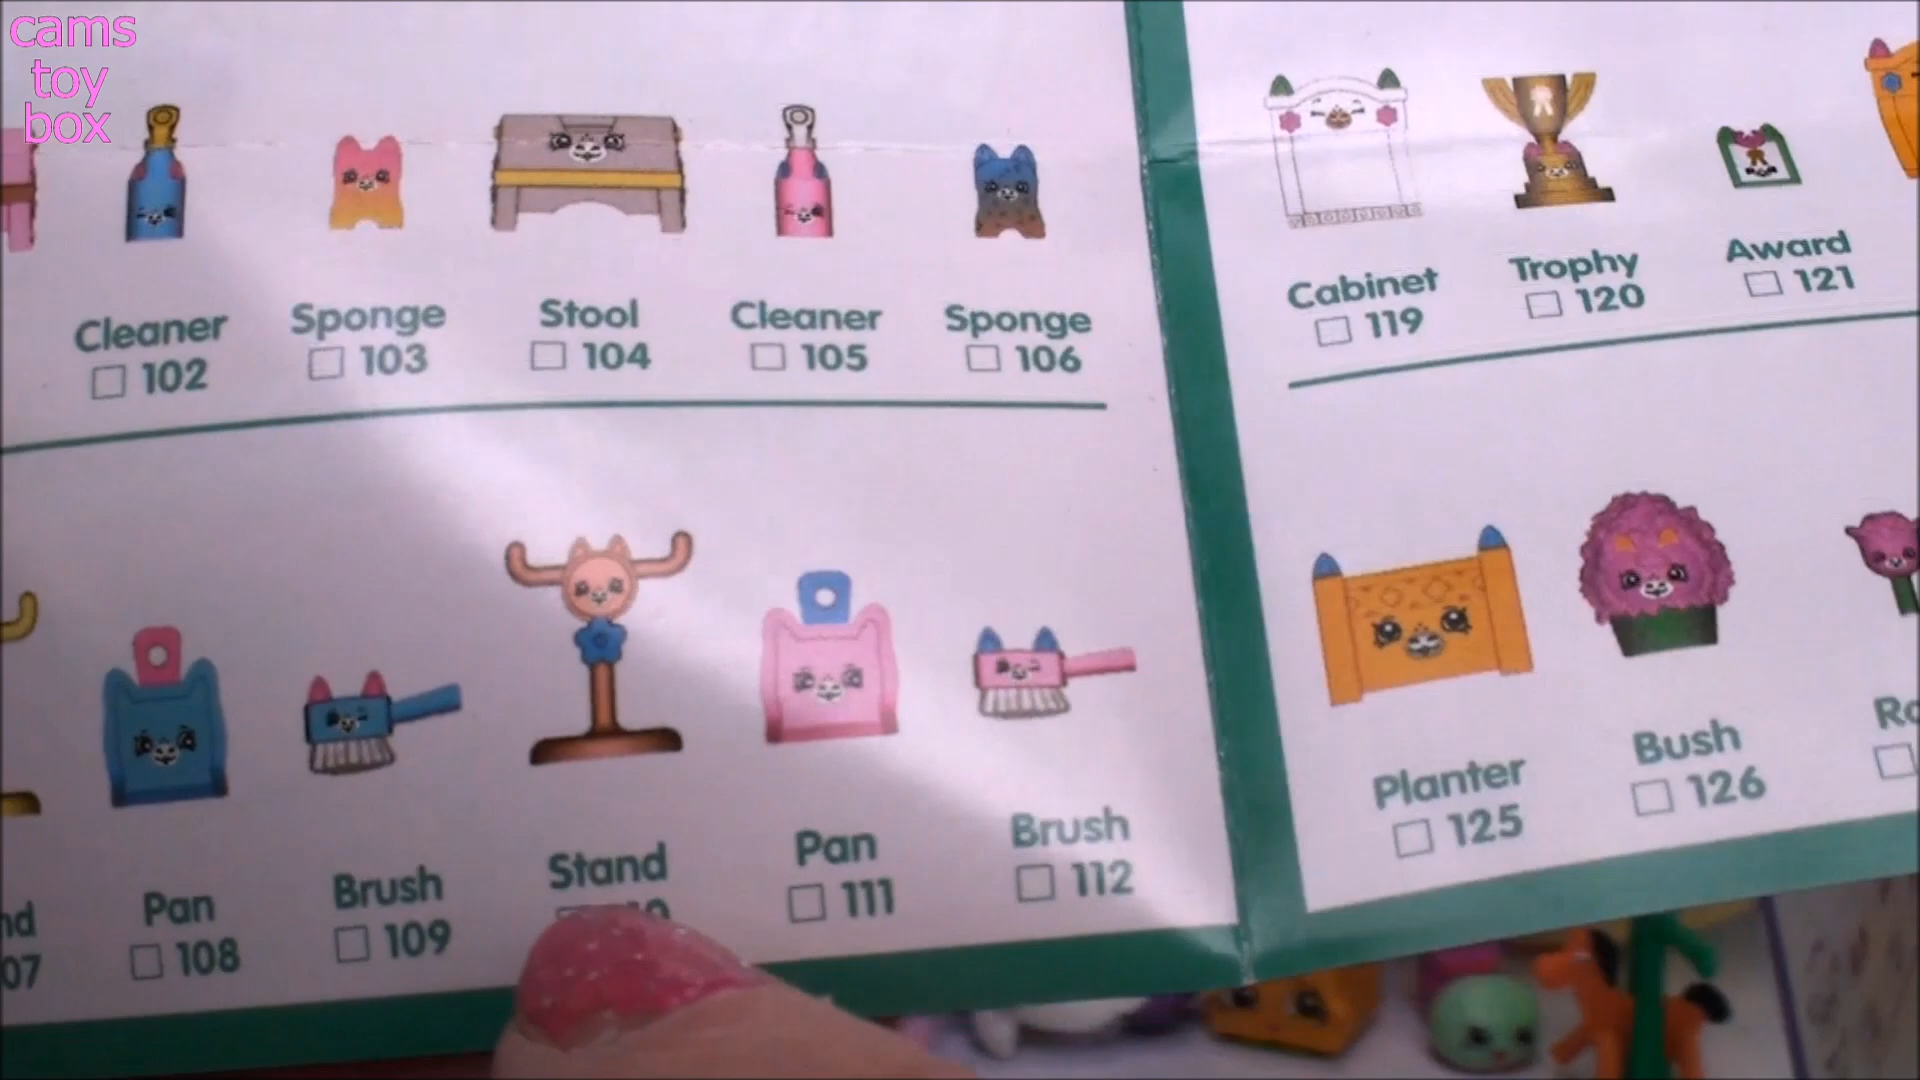 cams
toy
box
Cleaner
102
Sponge
103
Stool
104
Cleaner
105
Sponge
106
Cabinet
119
Trophy
120
Award
121
Pan
108
Brush
109
Stand
Pan
111
Brush
112
Planter
125
Bush
126